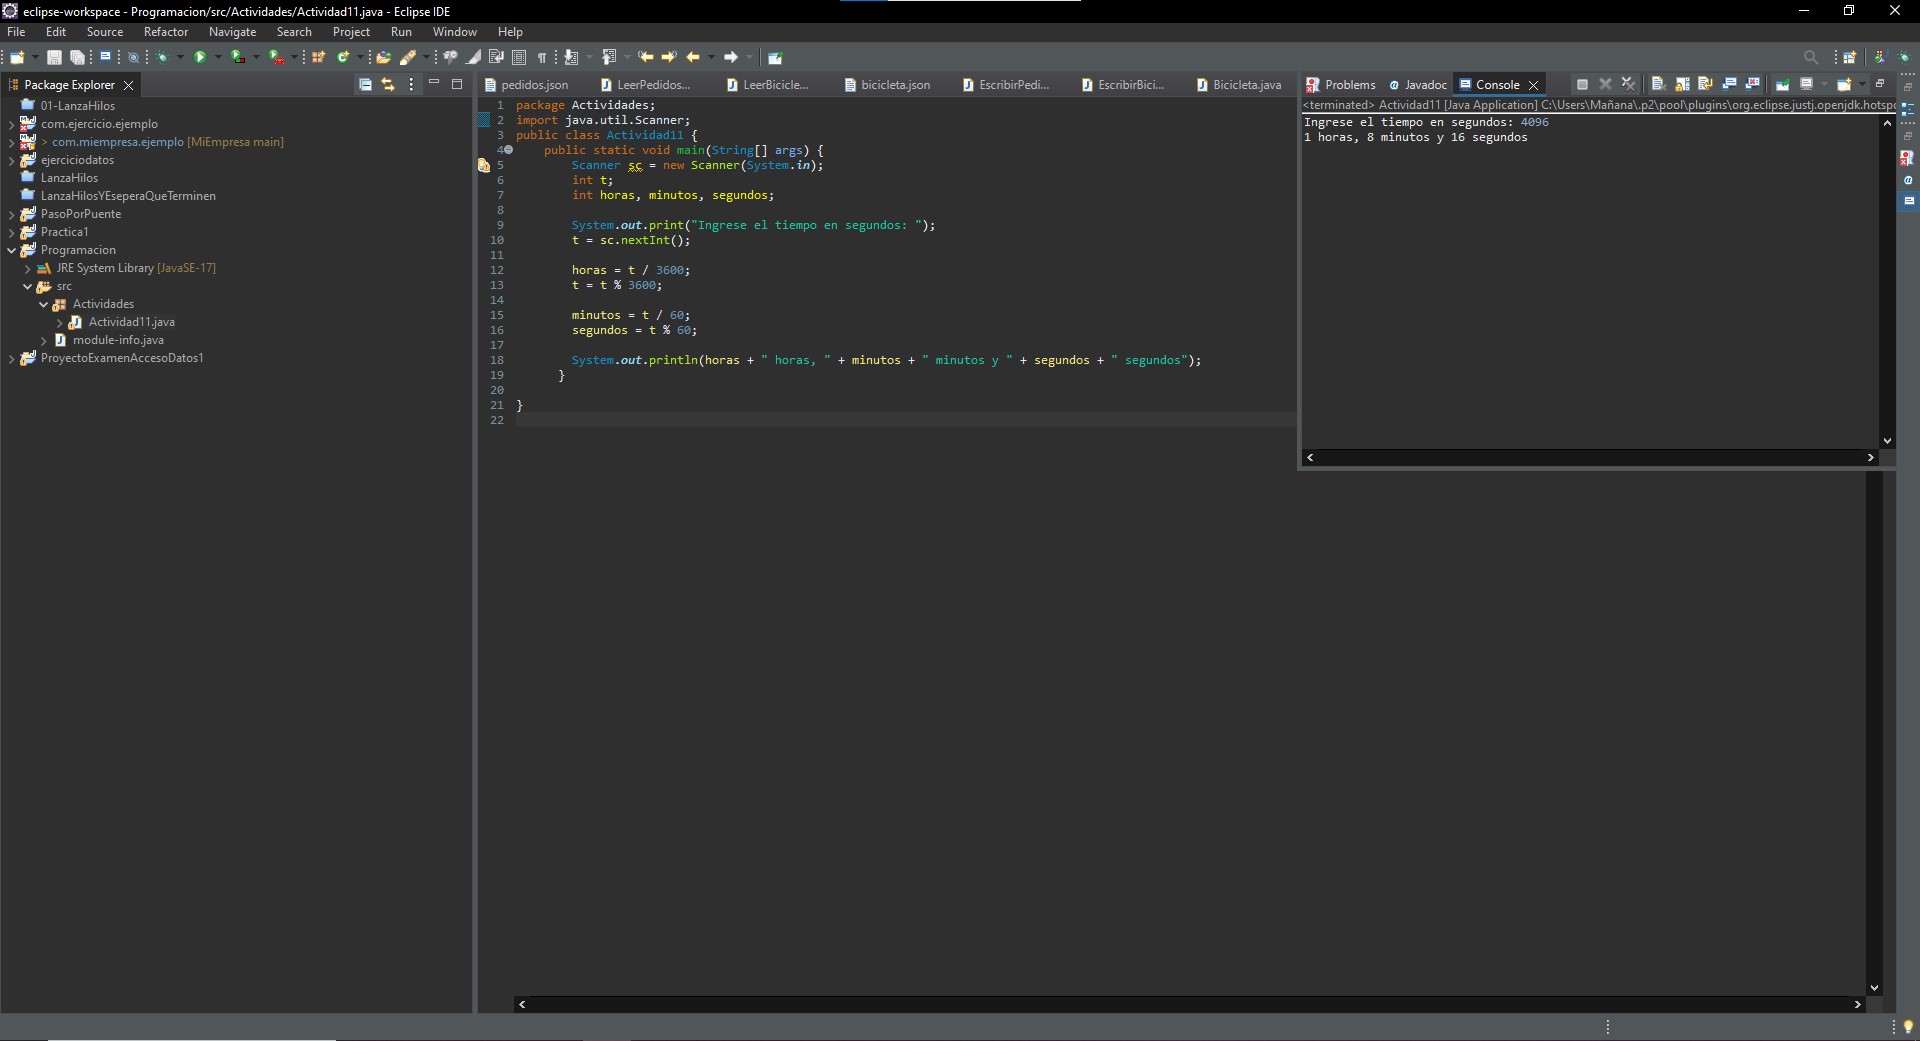 eclipse-workspace - Programacion/src/Actividades/Actividad11.java - Eclipse IDE
File Edit Source Refactor Navigate Search Project Run Window Help
Package Explorer
01-LanzaHilos
com.ejercicio.ejemplo
> com.miempresa.ejemplo [MiEmpresa main]
ejerciciodatos
LanzaHilos
LanzaHilosYEseperaQueTerminen
PasoPorPuente
Practica1
Programacion
JRE System Library [JavaSE-17]
src
Actividades
Actividad11.java
module-info.java
ProyectoExamenAccesoDatos1
pedidos.json LeerPedidos... LeerBicicle... bicicleta.json EscribirPedi... EscribirBici... Bicicleta.java
1 package Actividades;
2 import java.util.Scanner;
3 public class Actividad11 {
4 public static void main(String[] args) {
5 Scanner sc = new Scanner(System.in);
6 int t;
7 int horas, minutos, segundos;
8
9 System.out.print("Ingrese el tiempo en segundos: ");
10 t = sc.nextInt();
11
12 horas = t / 3600;
13 t = t % 3600;
14
15 minutos = t / 60;
16 segundos = t % 60;
17
18 System.out.println(horas + " horas, " + minutos + " minutos y " + segundos + " segundos");
19 }
20
21 }
22
Problems Javadoc Console
<terminated> Actividad11 [Java Application] C:\Users\Mañana\.p2\pool\plugins\org.eclipse.justj.openjdk.hotspo
Ingrese el tiempo en segundos: 4096
1 horas, 8 minutos y 16 segundos